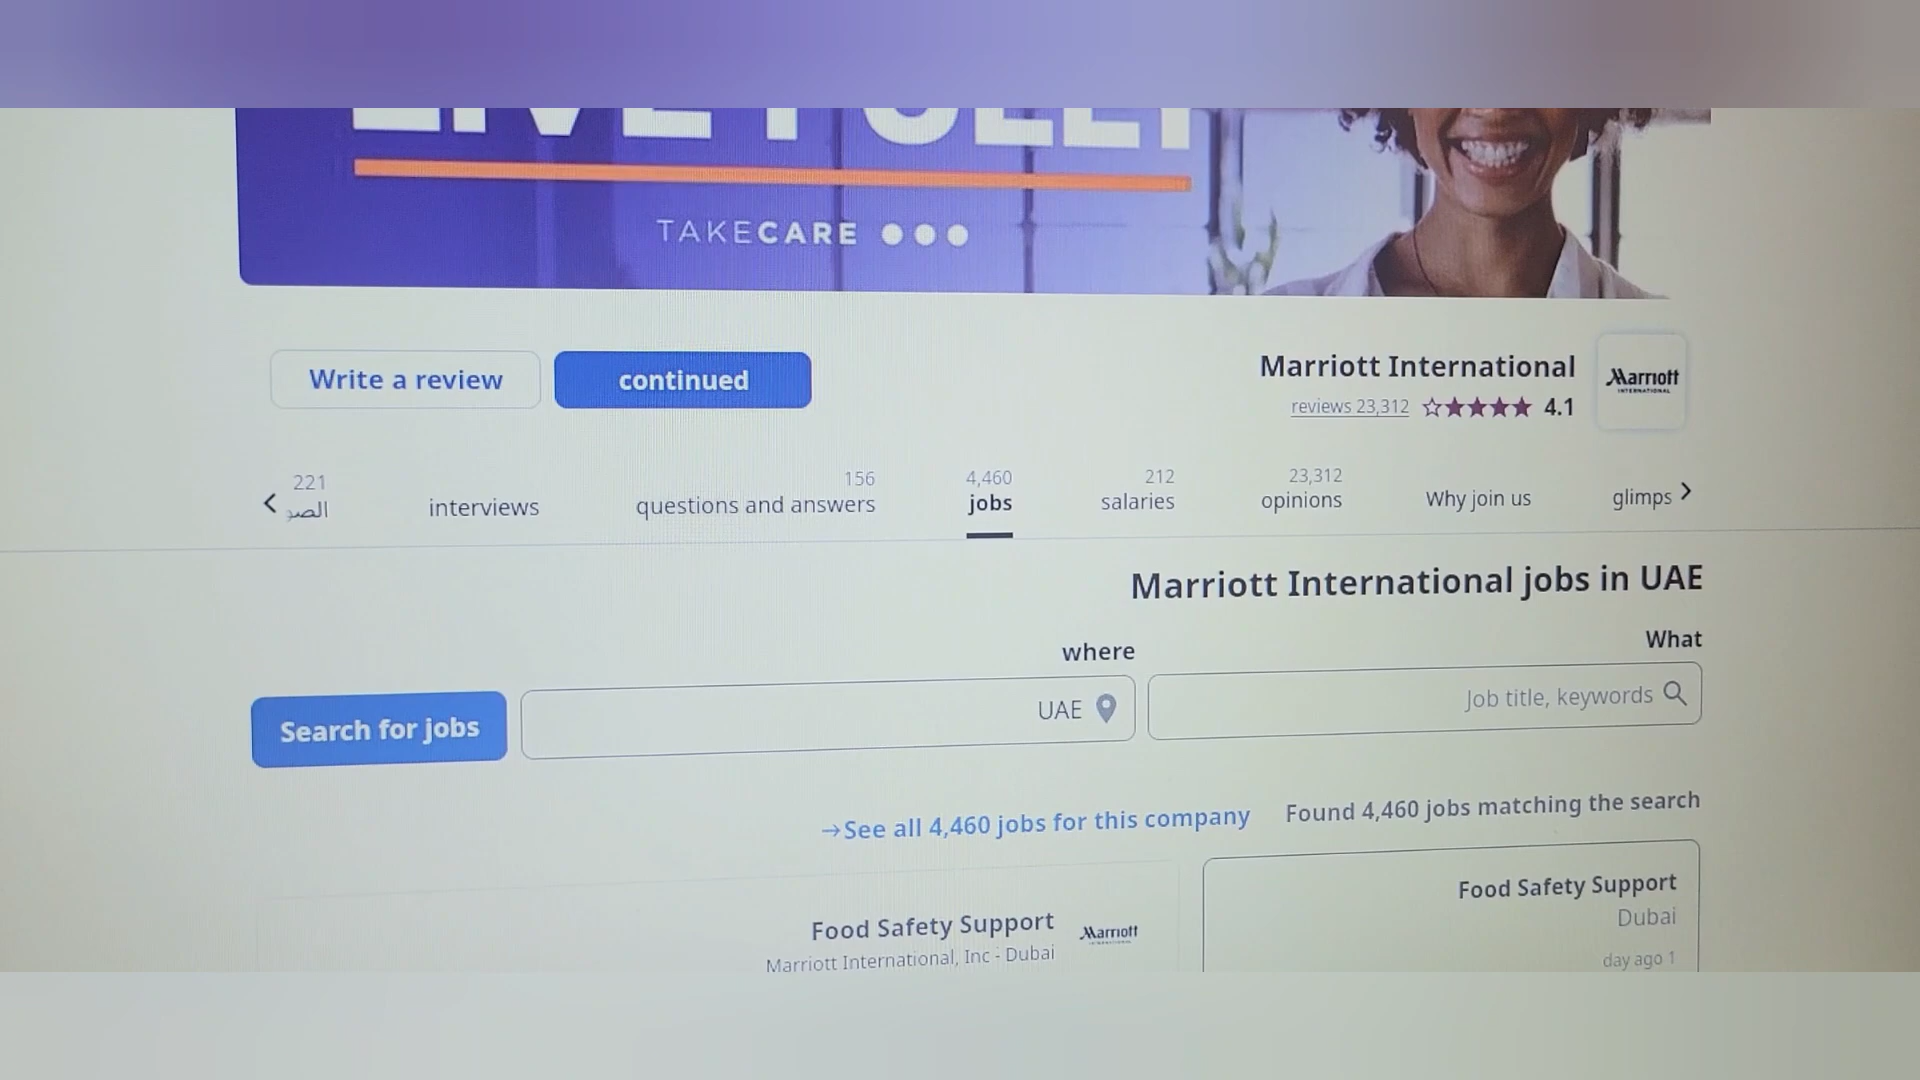 LIVE FULLY
TAKECARE
Write a review
continued
Marriott International
Marriott
INTERNATIONAL
reviews 23,312
4.1
221
الصو
interviews
156
questions and answers
4,460
jobs
212
salaries
23,312
opinions
Why join us
glimps
Marriott International jobs in UAE
where
What
Search for jobs
UAE
Job title, keywords
→See all 4,460 jobs for this company
Found 4,460 jobs matching the search
Food Safety Support
Marriott
Marriott International, Inc - Dubai
Food Safety Support
Dubai
day ago 1